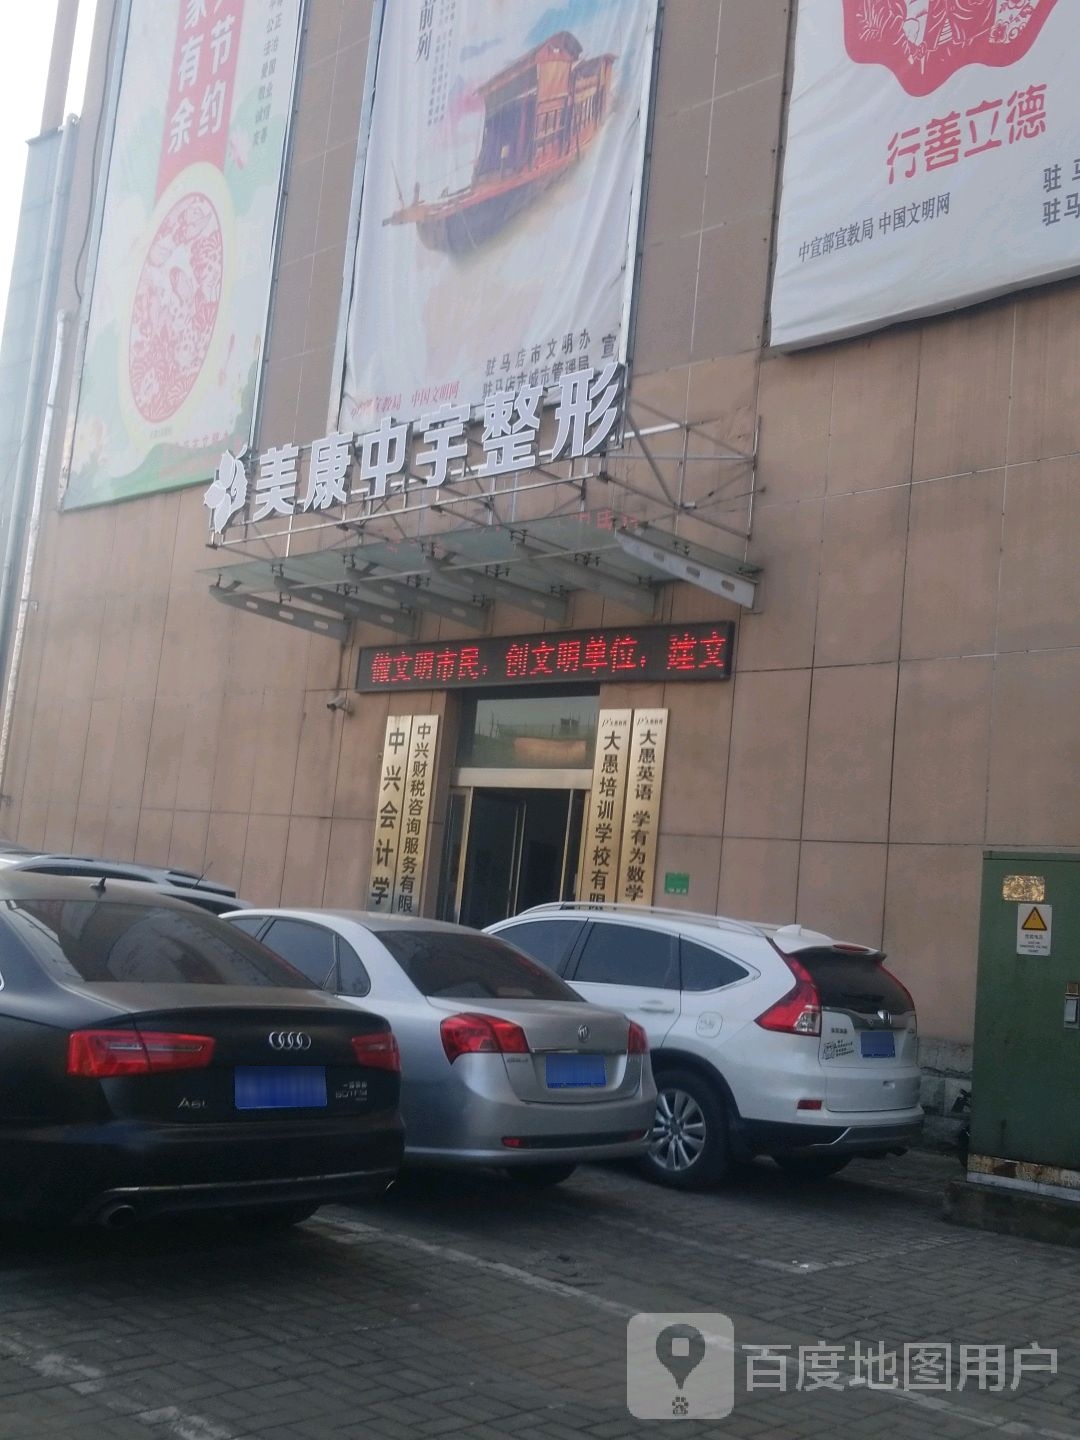 节约
家有余
前列
行善立德
中宣部宣教局 中国文明网
驻马
驻马
驻马店市文明办
驻马店市城市管理局
宣
宣教局 中国文明网
美康中宇整形
做文明市民，创文明单位，建文
中兴会计学
中兴财税咨询服务有限
大愚培训学校有限
大愚英语 学有为数学
A6L
百度地图用户